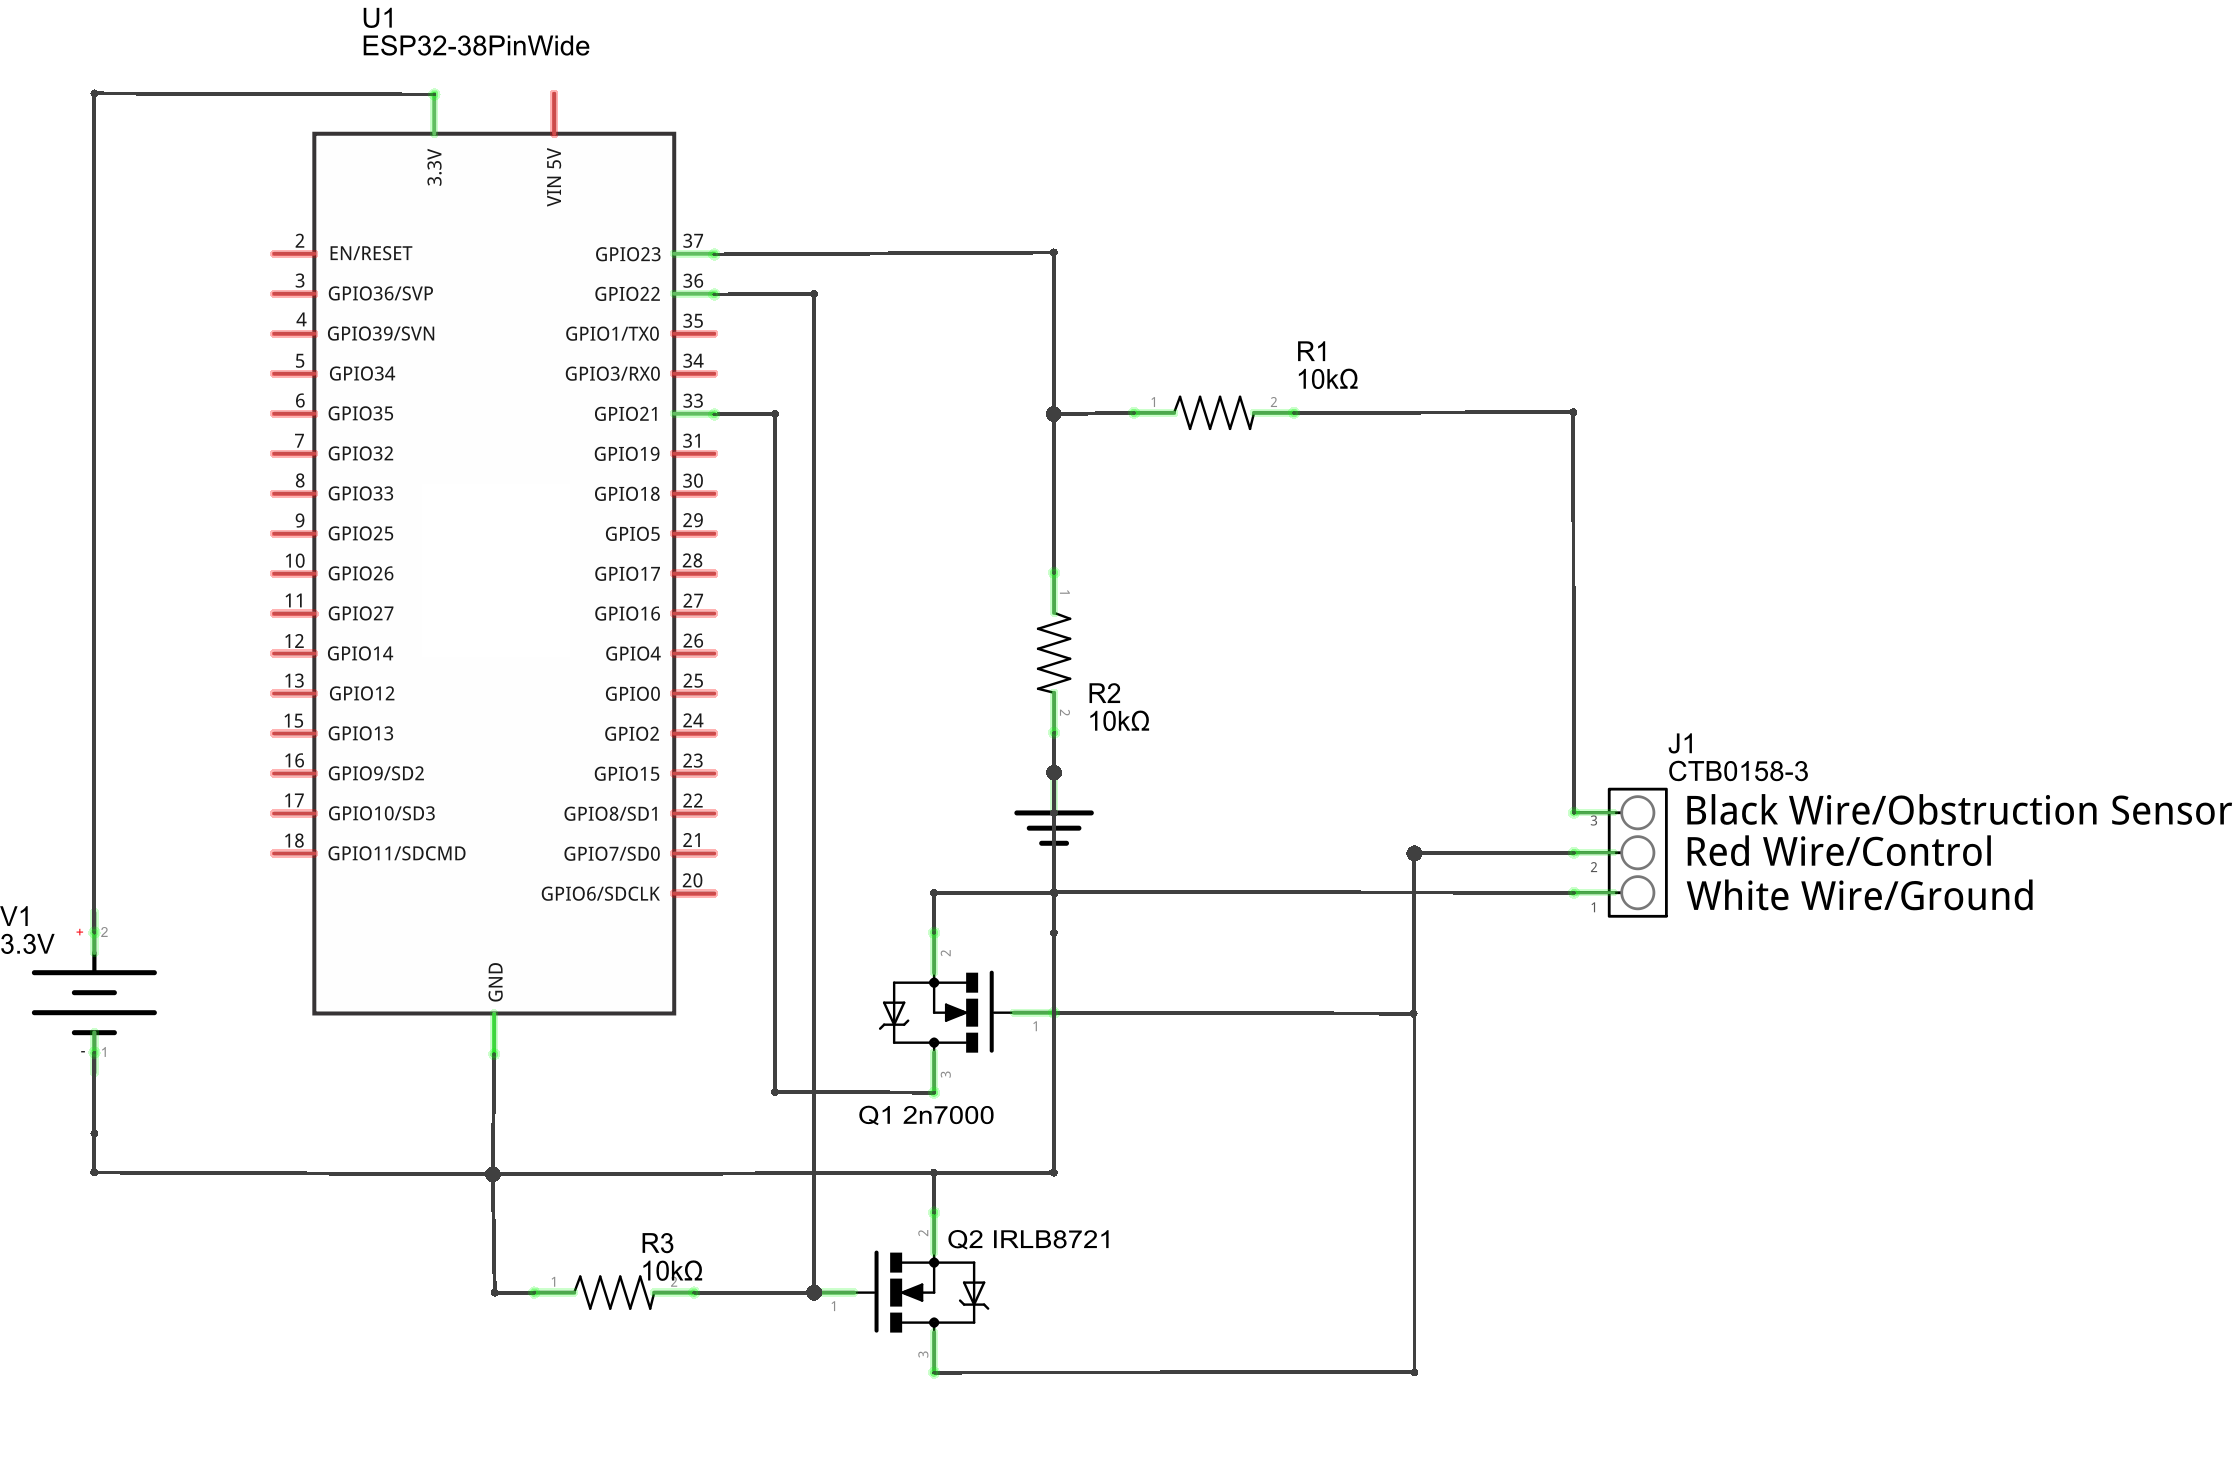 U1
ESP32-38PinWide
3.3V
VIN 5V
2 EN/RESET
3 GPIO36/SVP
4 GPIO39/SVN
5 GPIO34
6 GPIO35
7 GPIO32
8 GPIO33
9 GPIO25
10 GPIO26
11 GPIO27
12 GPIO14
13 GPIO12
15 GPIO13
16 GPIO9/SD2
17 GPIO10/SD3
18 GPIO11/SDCMD
GPIO23 37
GPIO22 36
GPIO1/TX0 35
GPIO3/RX0 34
GPIO21 33
GPIO19 31
GPIO18 30
GPIO5 29
GPIO17 28
GPIO16 27
GPIO4 26
GPIO0 25
GPIO2 24
GPIO15 23
GPIO8/SD1 22
GPIO7/SD0 21
GPIO6/SDCLK 20
GND
V1
3.3V
+ 2
- 1
R1
10kΩ
1 2
1
R2
10kΩ
2
J1
CTB0158-3
3 Black Wire/Obstruction Sensor
2 Red Wire/Control
1 White Wire/Ground
2
1
3
Q1 2n7000
R3
10kΩ
1 2
2
Q2 IRLB8721
1
3